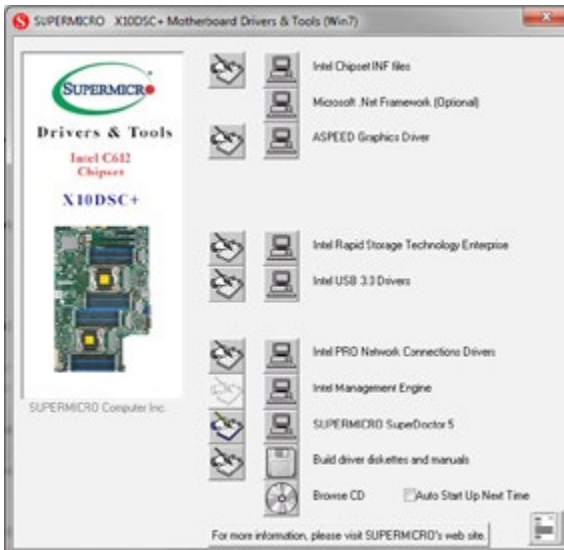 SUPERMICRO X10DSC+ Motherboard Drivers & Tools (Win7)
SUPERMICRO
Drivers & Tools
Intel C612
Chipset
X10DSC+
SUPERMICRO Computer Inc.
Intel Chipset INF files
Microsoft .Net Framework (Optional)
ASPEED Graphics Driver
Intel Rapid Storage Technology Enterprise
Intel USB 3.0 Drivers
Intel PRO Network Connections Drivers
Intel Management Engine
SUPERMICRO SuperDoctor 5
Build driver diskettes and manuals
Browse CD
Auto Start Up Next Time
For more information, please visit SUPERMICRO's web site.